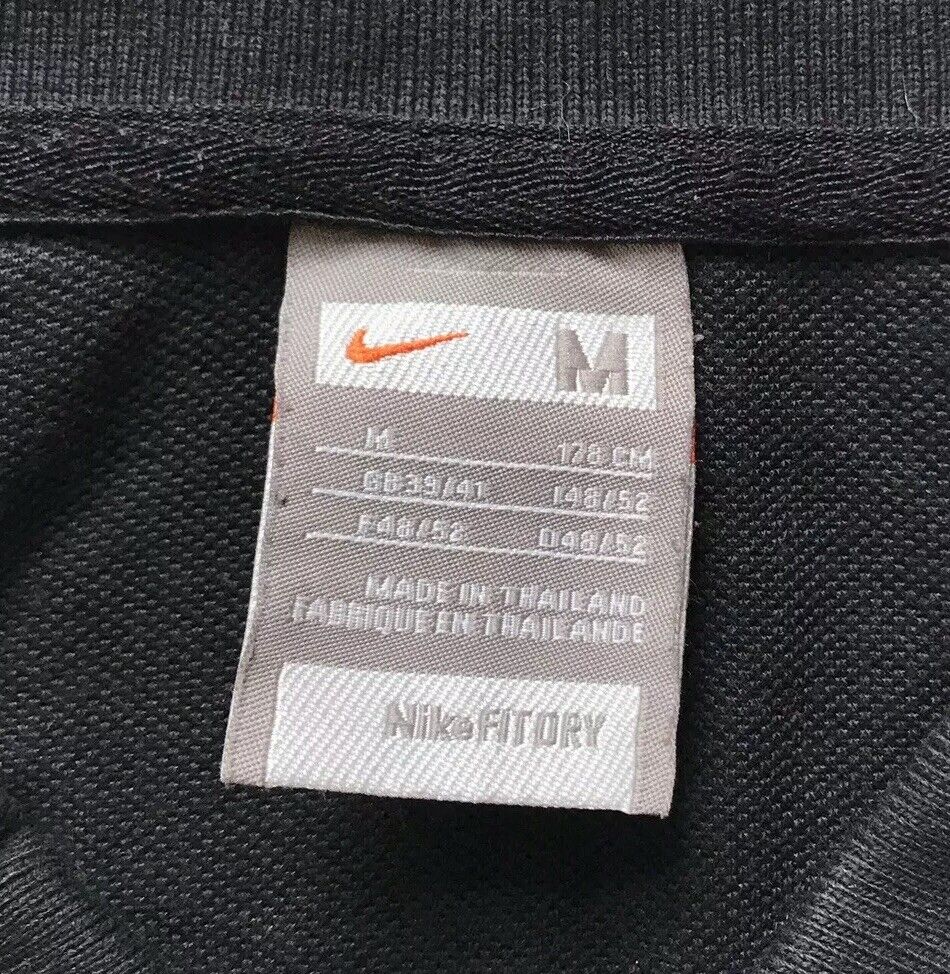 M
M 178 CM
GB39/41 I48/52
F48/52 D48/52
MADE IN THAILAND
FABRIQUE EN THAILANDE
NikeFITDRY